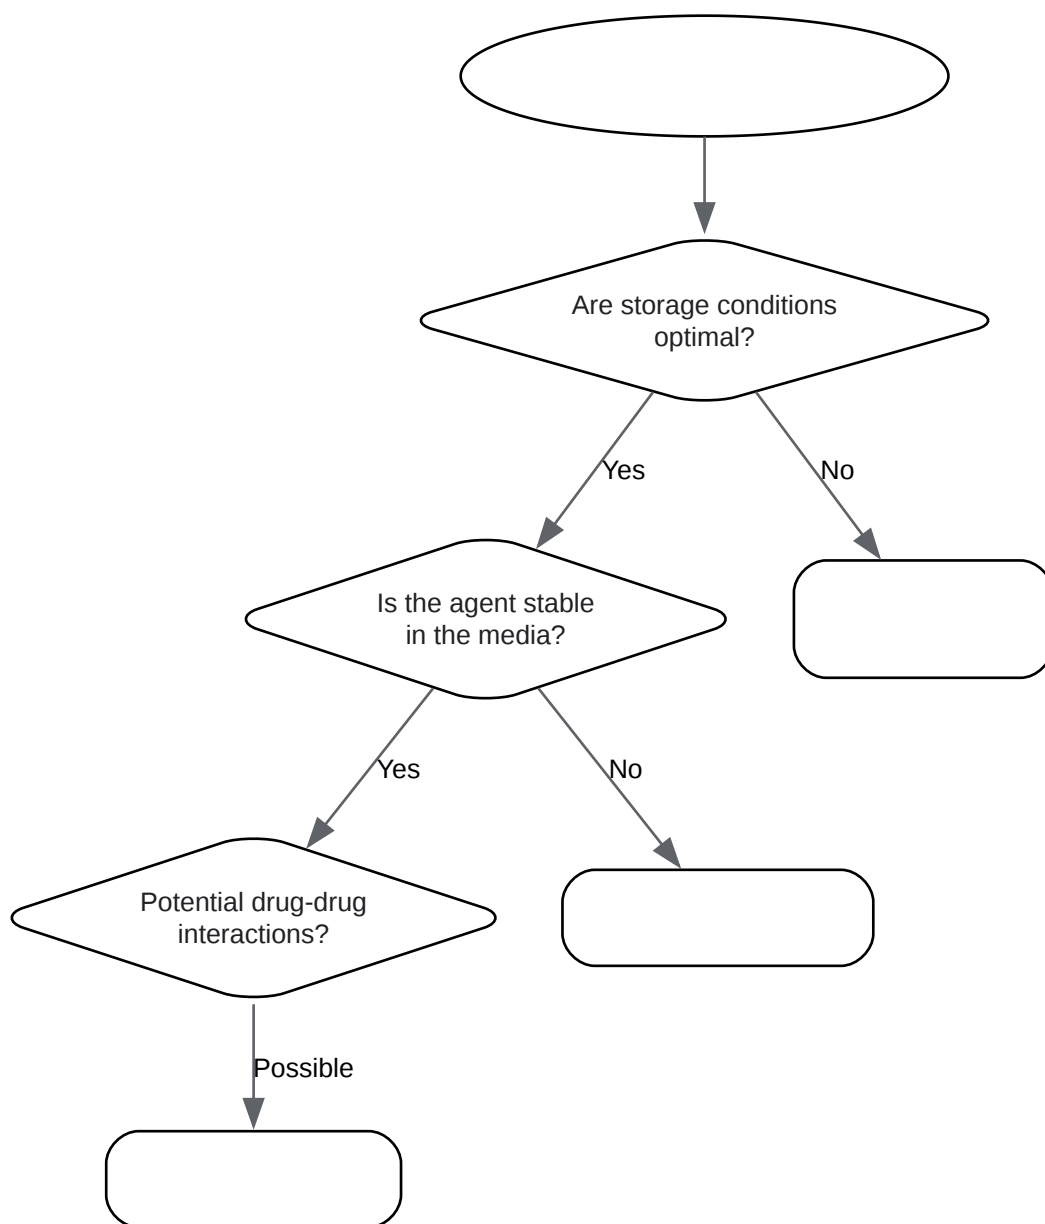 Are storage conditions
optimal?
Yes
No
Is the agent stable
in the media?
Yes
No
Potential drug-drug
interactions?
Possible